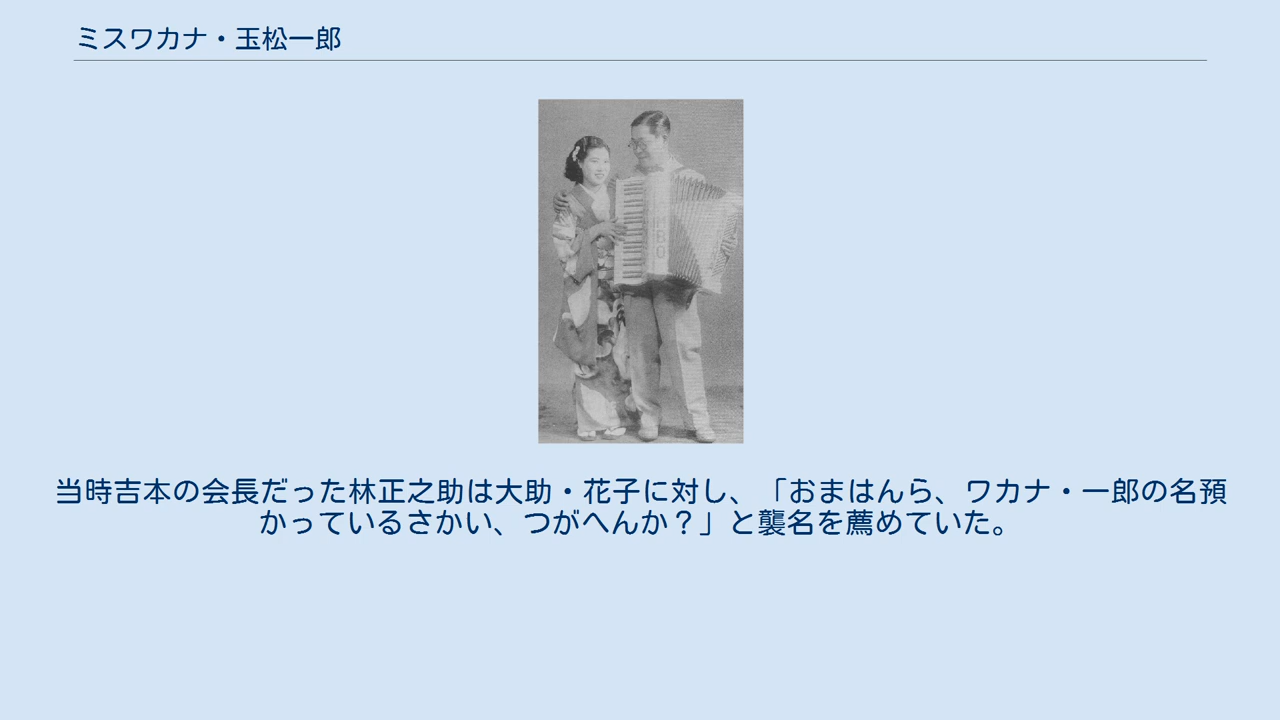 ミスワカナ・玉松一郎
BO
当時吉本の会長だった林正之助は大助・花子に対し、「おまはんら、ワカナ・一郎の名預
かっているさかい、つがへんか？」と襲名を薦めていた。